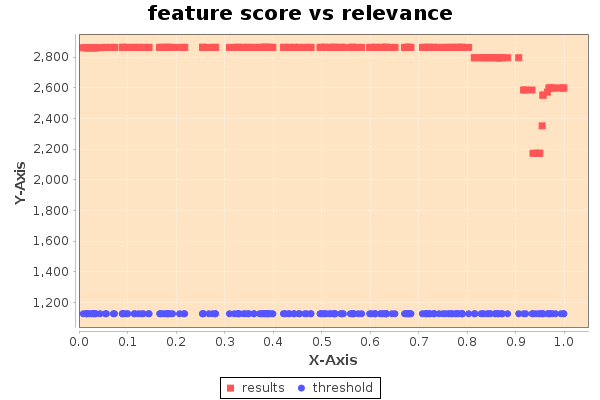 feature score vs relevance
Y-Axis
2,800
2,600
2,400
2,200
2,000
1,800
1,600
1,400
1,200
0.0 0.1 0.2 0.3 0.4 0.5 0.6 0.7 0.8 0.9 1.0
X-Axis
results threshold